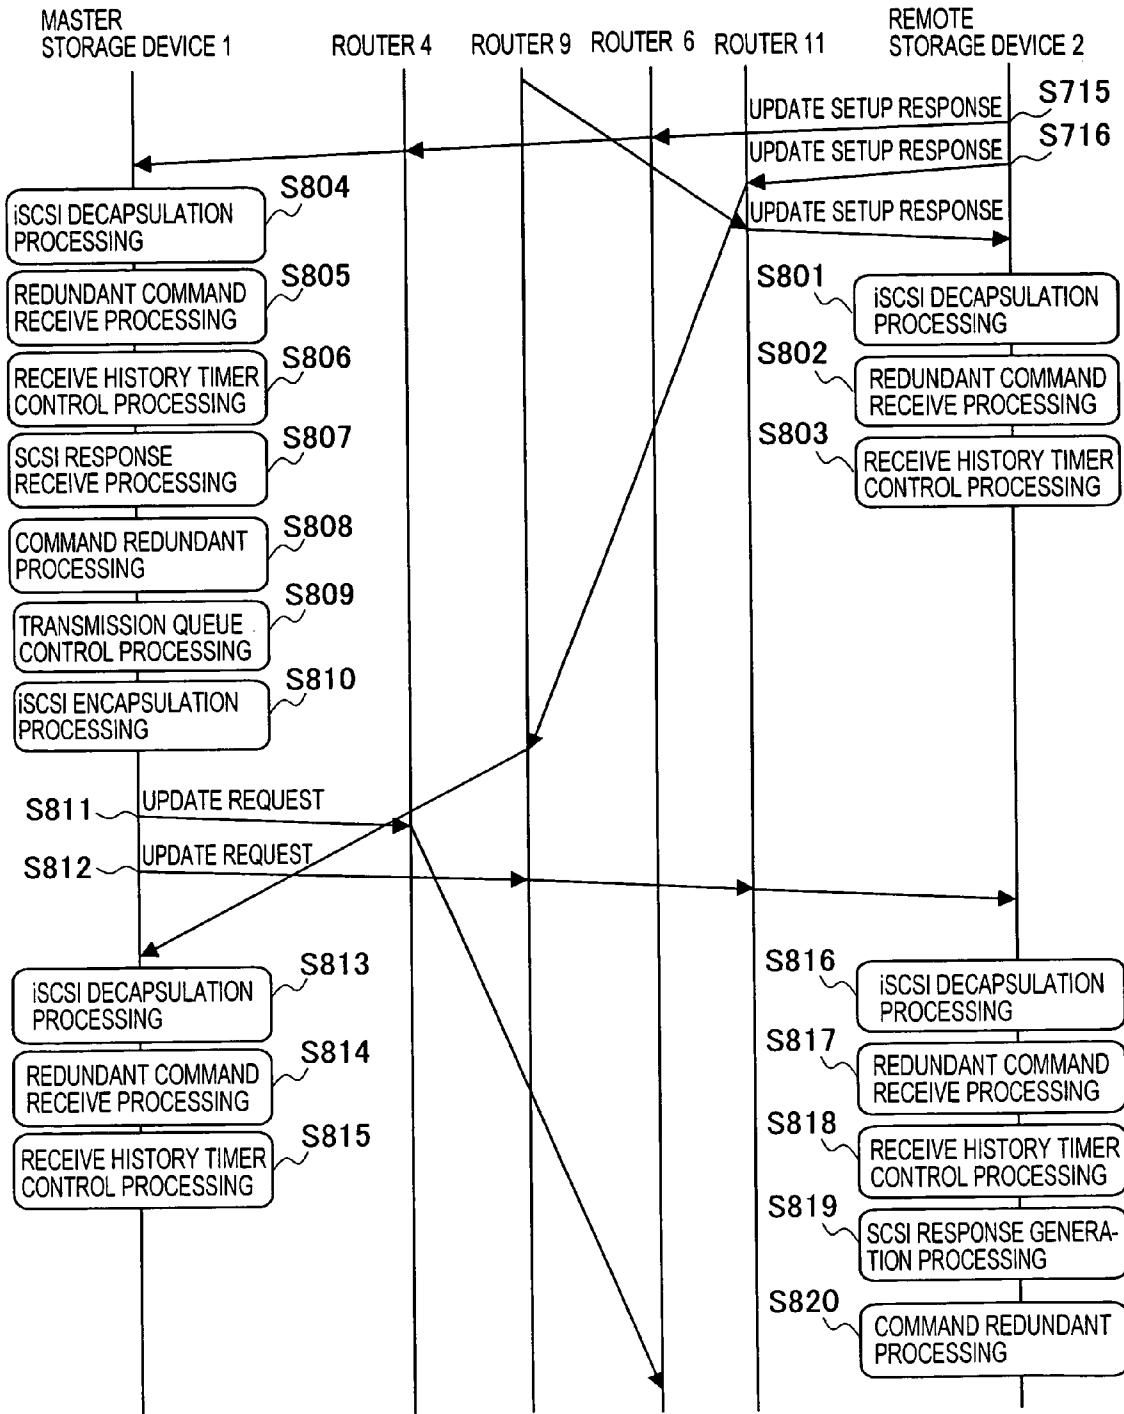 MASTER
STORAGE DEVICE 1
ROUTER 4
ROUTER 9
ROUTER 6
ROUTER 11
REMOTE
STORAGE DEVICE 2
UPDATE SETUP RESPONSE
S715
UPDATE SETUP RESPONSE
S716
UPDATE SETUP RESPONSE
S804
iSCSI DECAPSULATION
PROCESSING
S805
REDUNDANT COMMAND
RECEIVE PROCESSING
S806
RECEIVE HISTORY TIMER
CONTROL PROCESSING
S807
SCSI RESPONSE
RECEIVE PROCESSING
S808
COMMAND REDUNDANT
PROCESSING
S809
TRANSMISSION QUEUE
CONTROL PROCESSING
S810
iSCSI ENCAPSULATION
PROCESSING
S801
iSCSI DECAPSULATION
PROCESSING
S802
REDUNDANT COMMAND
RECEIVE PROCESSING
S803
RECEIVE HISTORY TIMER
CONTROL PROCESSING
S811
UPDATE REQUEST
S812
UPDATE REQUEST
S813
iSCSI DECAPSULATION
PROCESSING
S814
REDUNDANT COMMAND
RECEIVE PROCESSING
S815
RECEIVE HISTORY TIMER
CONTROL PROCESSING
S816
iSCSI DECAPSULATION
PROCESSING
S817
REDUNDANT COMMAND
RECEIVE PROCESSING
S818
RECEIVE HISTORY TIMER
CONTROL PROCESSING
S819
SCSI RESPONSE GENERA-
TION PROCESSING
S820
COMMAND REDUNDANT
PROCESSING